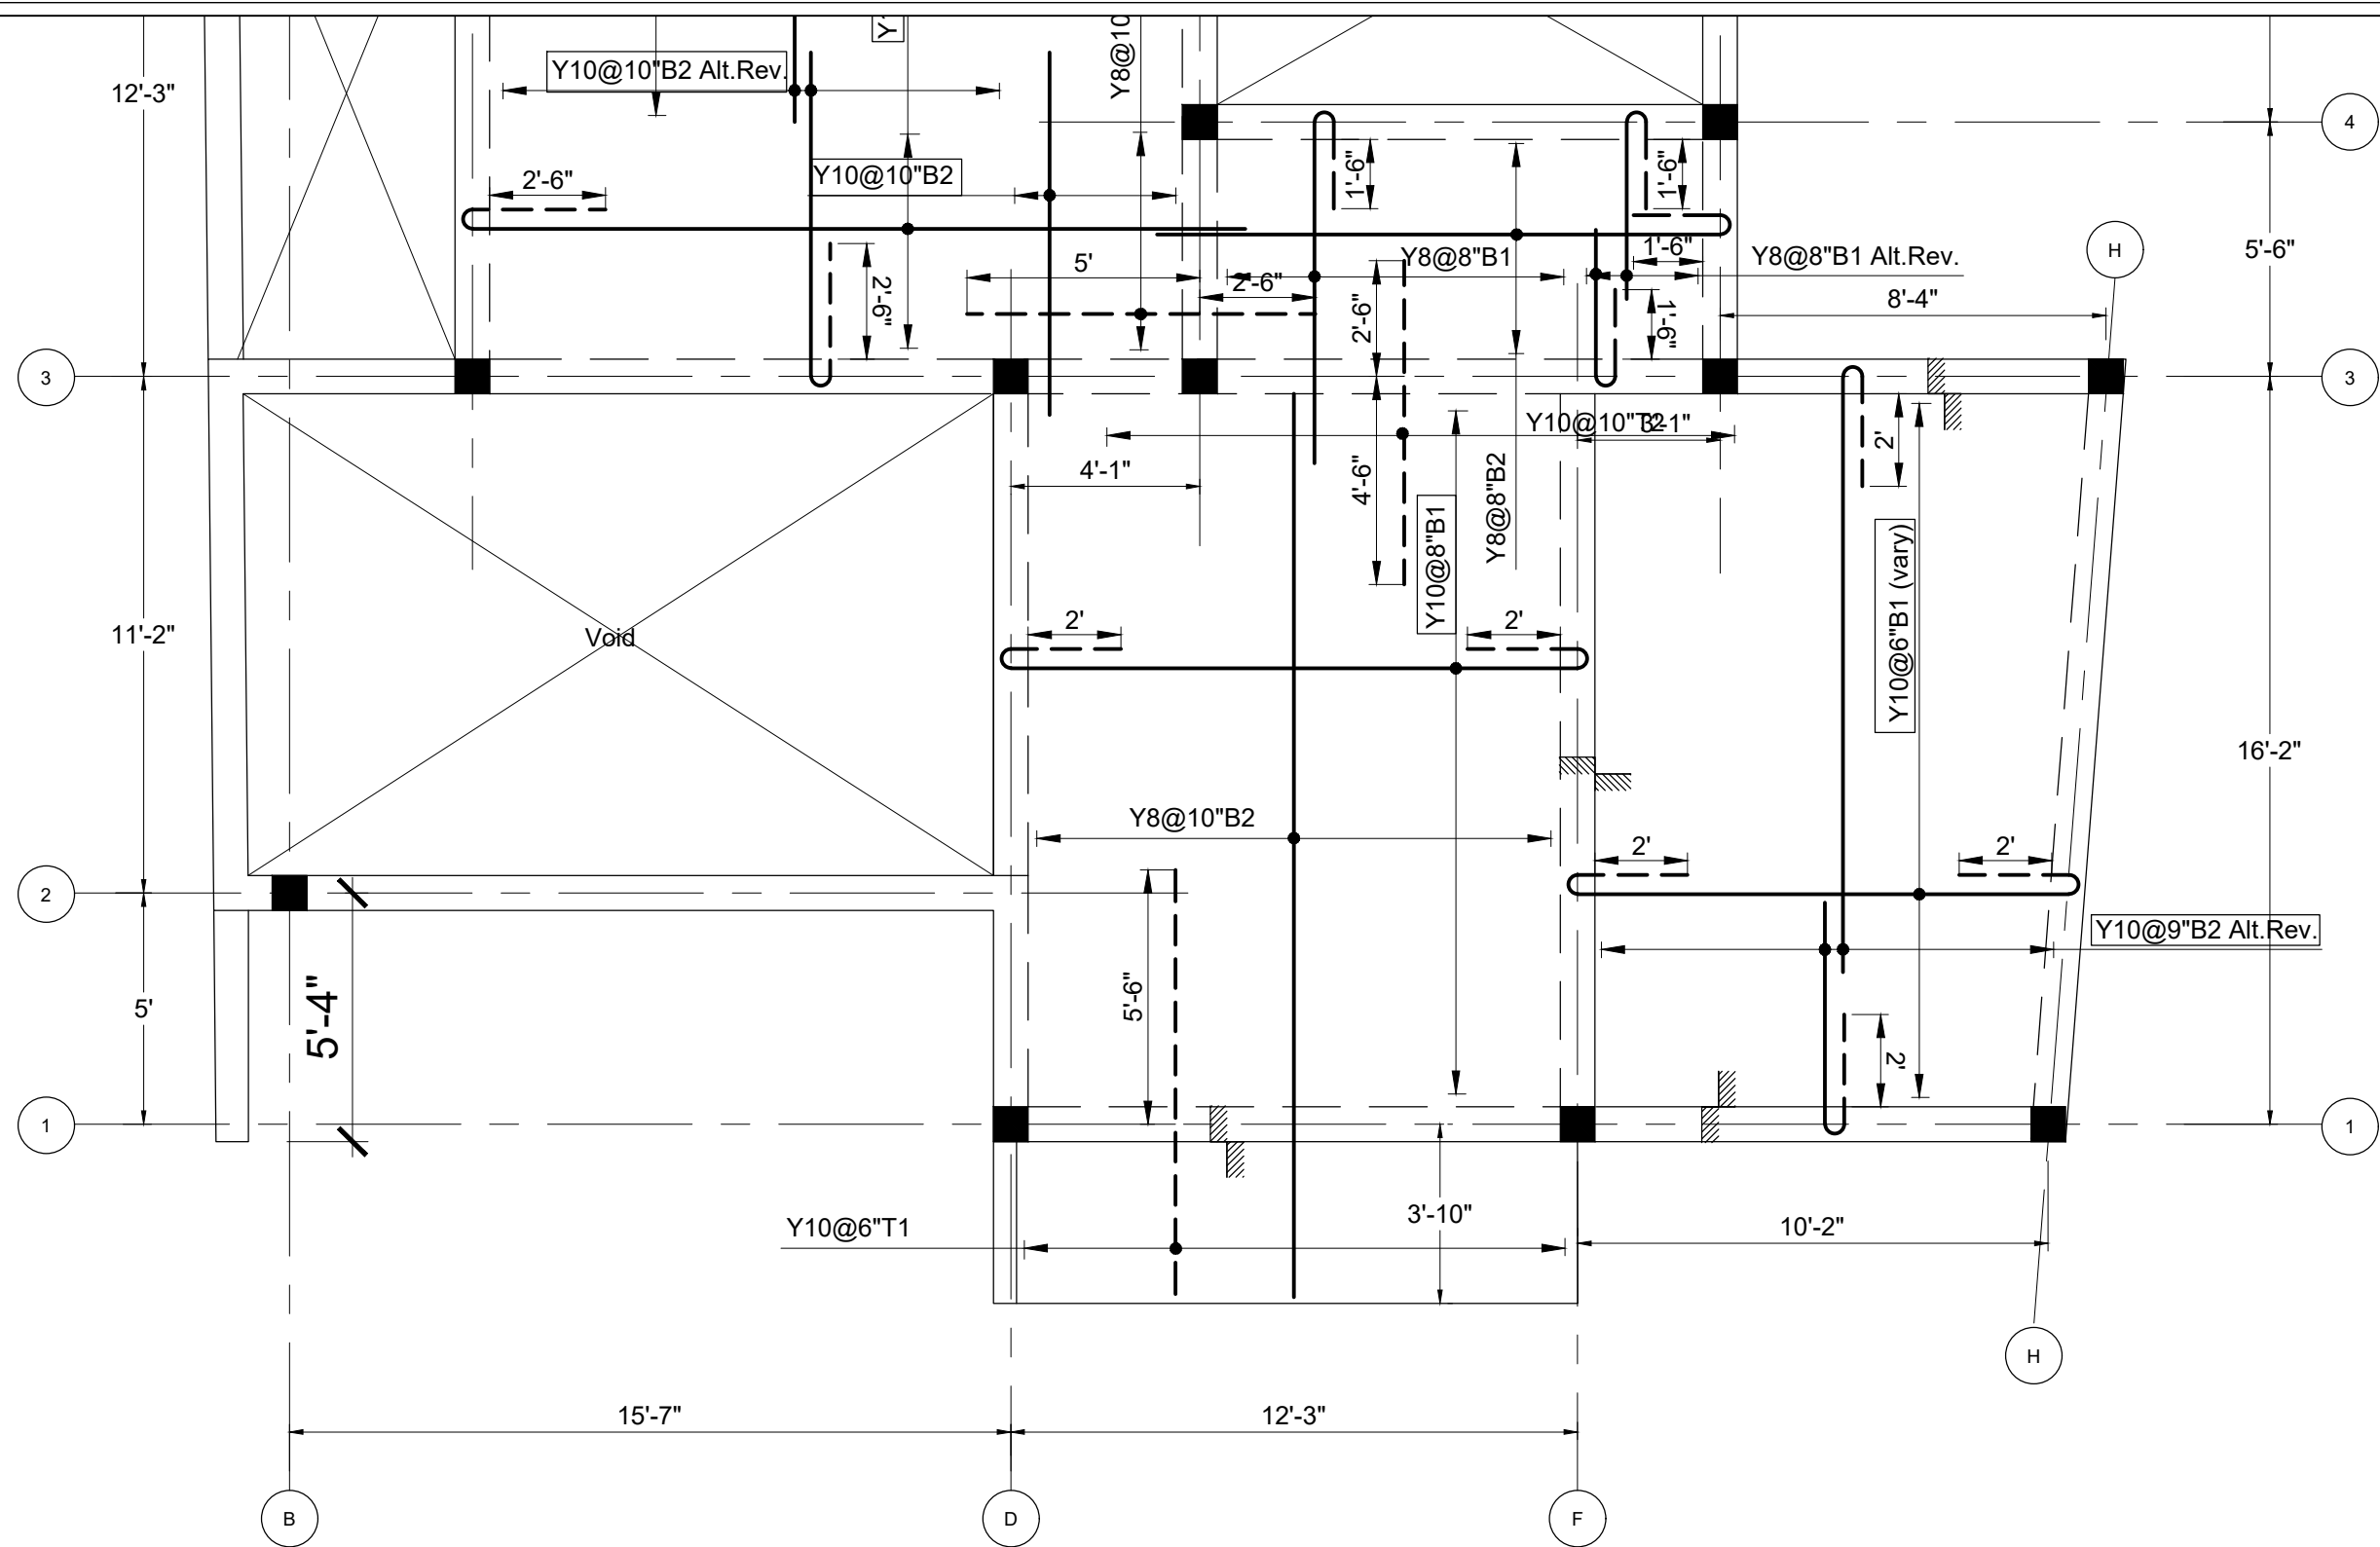 Y
Y8@10
Y10@10"B2 Alt.Rev.
12'-3"
4
Y10@10"B2
2'-6"
1'-6"
1'-6"
5'-6"
H
Y8@8"B1
1'-6"
Y8@8"B1 Alt.Rev.
5'
2'-6"
2'-6"
2'-6"
1'-6"
8'-4"
3
3
Y10@10"T2
3'-1"
2'
4'-1"
4'-6"
Y8@8"B2
Y10@8"B1
Y10@6"B1 (vary)
11'-2"
Void
2'
2'
16'-2"
Y8@10"B2
2'
2'
2
Y10@9"B2 Alt.Rev.
5'-6"
5'
5'-4"
2'
1
1
Y10@6"T1
3'-10"
10'-2"
H
15'-7"
12'-3"
B
D
F